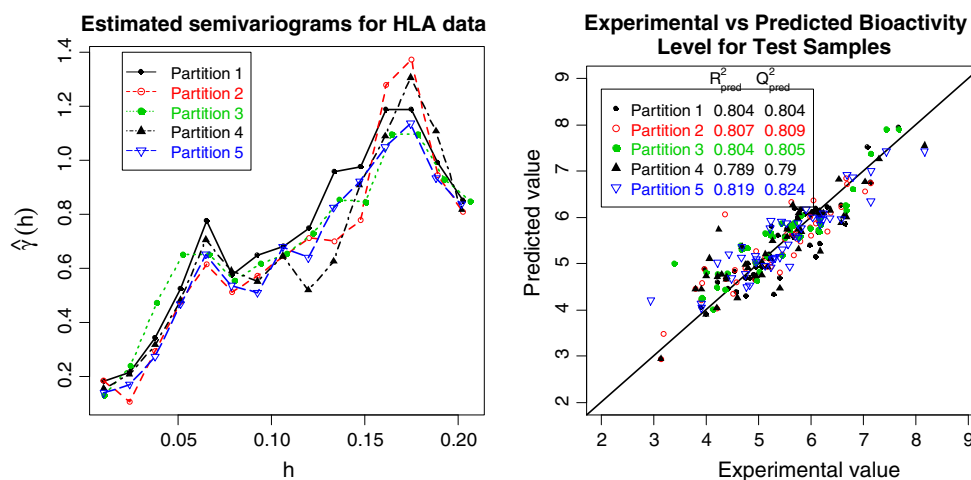 Estimated semivariograms for HLA data
1.4
1.2
1.0
0.8
0.6
0.4
0.2
γ̂(h)
Partition 1
Partition 2
Partition 3
Partition 4
Partition 5
0.05 0.10 0.15 0.20
h
Experimental vs Predicted Bioactivity
Level for Test Samples
R²pred Q²pred
Partition 1 0.804 0.804
Partition 2 0.807 0.809
Partition 3 0.804 0.805
Partition 4 0.789 0.79
Partition 5 0.819 0.824
9
8
7
6
5
4
3
2
Predicted value
2 3 4 5 6 7 8 9
Experimental value